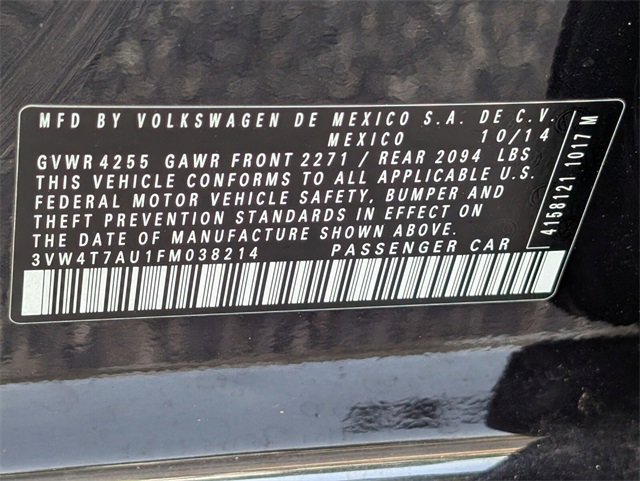 MFD BY VOLKSWAGEN DE MEXICO S.A. DE C.V.
MEXICO 10/14
GVWR 4255 GAWR FRONT 2271 / REAR 2094 LBS
THIS VEHICLE CONFORMS TO ALL APPLICABLE U.S.
FEDERAL MOTOR VEHICLE SAFETY, BUMPER AND
THEFT PREVENTION STANDARDS IN EFFECT ON
THE DATE OF MANUFACTURE SHOWN ABOVE.
3VW4T7AU1FM038214 PASSENGER CAR
4158121 1017 M